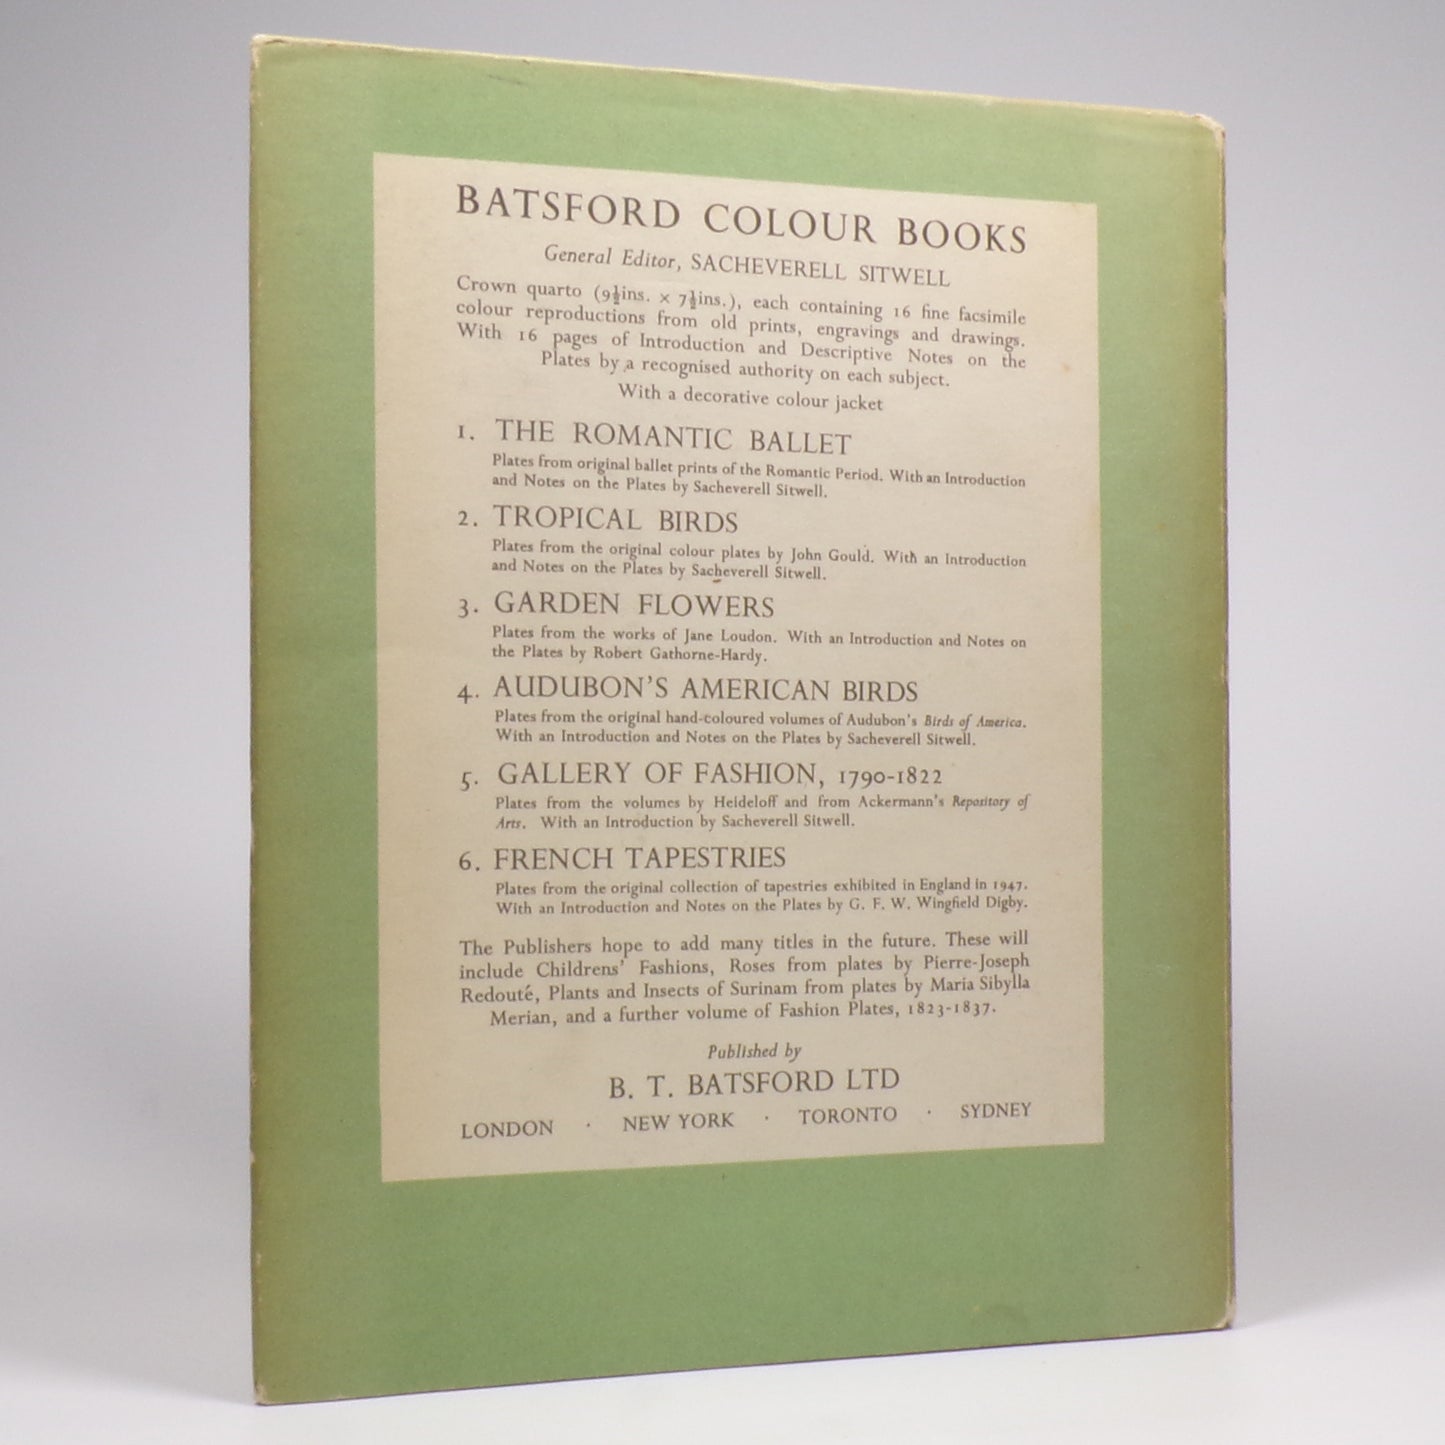 BATSFORD COLOUR BOOKS
General Editor, SACHEVERELL SITWELL
Crown quarto (9½ins. × 7½ins.), each containing 16 fine facsimile
colour reproductions from old prints, engravings and drawings.
With 16 pages of Introduction and Descriptive Notes on the
Plates by a recognised authority on each subject.
With a decorative colour jacket
1. THE ROMANTIC BALLET
Plates from original ballet prints of the Romantic Period. With an Introduction
and Notes on the Plates by Sacheverell Sitwell.
2. TROPICAL BIRDS
Plates from the original colour plates by John Gould. With an Introduction
and Notes on the Plates by Sacheverell Sitwell.
3. GARDEN FLOWERS
Plates from the works of Jane Loudon. With an Introduction and Notes on
the Plates by Robert Gathorne-Hardy.
4. AUDUBON'S AMERICAN BIRDS
Plates from the original hand-coloured volumes of Audubon's Birds of America.
With an Introduction and Notes on the Plates by Sacheverell Sitwell.
5. GALLERY OF FASHION, 1790-1822
Plates from the volumes by Heideloff and from Ackermann's Repository of
Arts. With an Introduction by Sacheverell Sitwell.
6. FRENCH TAPESTRIES
Plates from the original collection of tapestries exhibited in England in 1947.
With an Introduction and Notes on the Plates by G. F. W. Wingfield Digby.
The Publishers hope to add many titles in the future. These will
include Childrens' Fashions, Roses from plates by Pierre-Joseph
Redouté, Plants and Insects of Surinam from plates by Maria Sibylla
Merian, and a further volume of Fashion Plates, 1823-1837.
Published by
B. T. BATSFORD LTD
LONDON · NEW YORK · TORONTO · SYDNEY